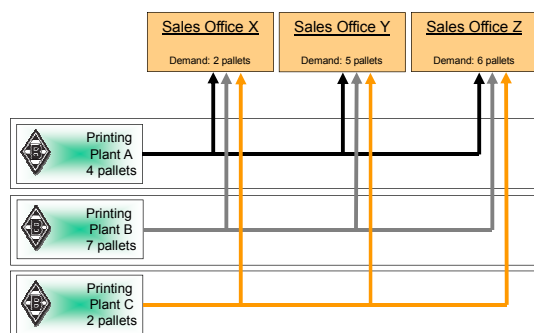 Sales Office X
Demand: 2 pallets
Sales Office Y
Demand: 5 pallets
Sales Office Z
Demand: 6 pallets
B
Printing
Plant A
4 pallets
B
Printing
Plant B
7 pallets
B
Printing
Plant C
2 pallets